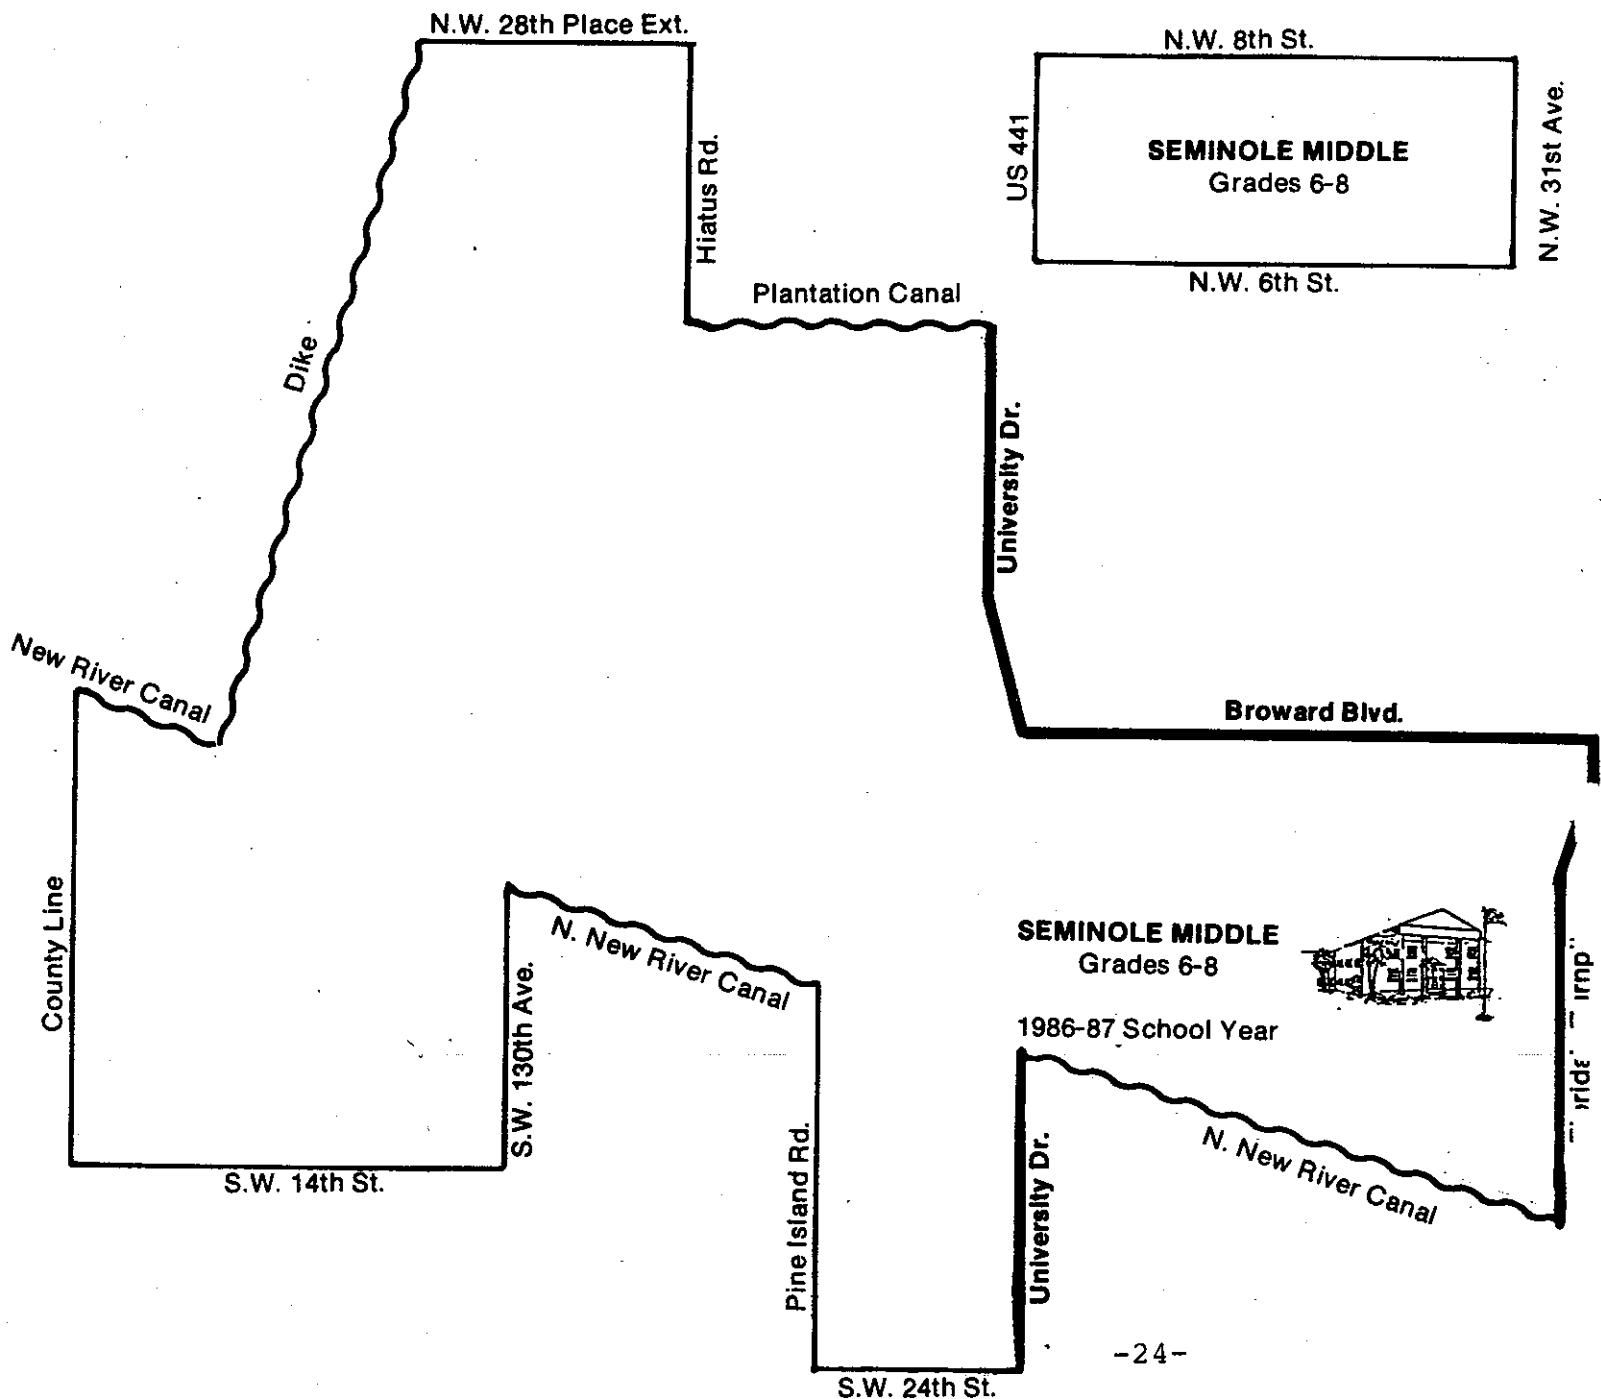 N.W. 28th Place Ext.
N.W. 8th St.
US 441
SEMINOLE MIDDLE
Grades 6-8
N.W. 31st Ave.
N.W. 6th St.
Hiatus Rd.
Plantation Canal
Dike
University Dr.
New River Canal
Broward Blvd.
County Line
N. New River Canal
S.W. 130th Ave.
SEMINOLE MIDDLE
Grades 6-8
1986-87 School Year
S.W. 14th St.
Pine Island Rd.
University Dr.
N. New River Canal
S.W. 24th St.
-24-